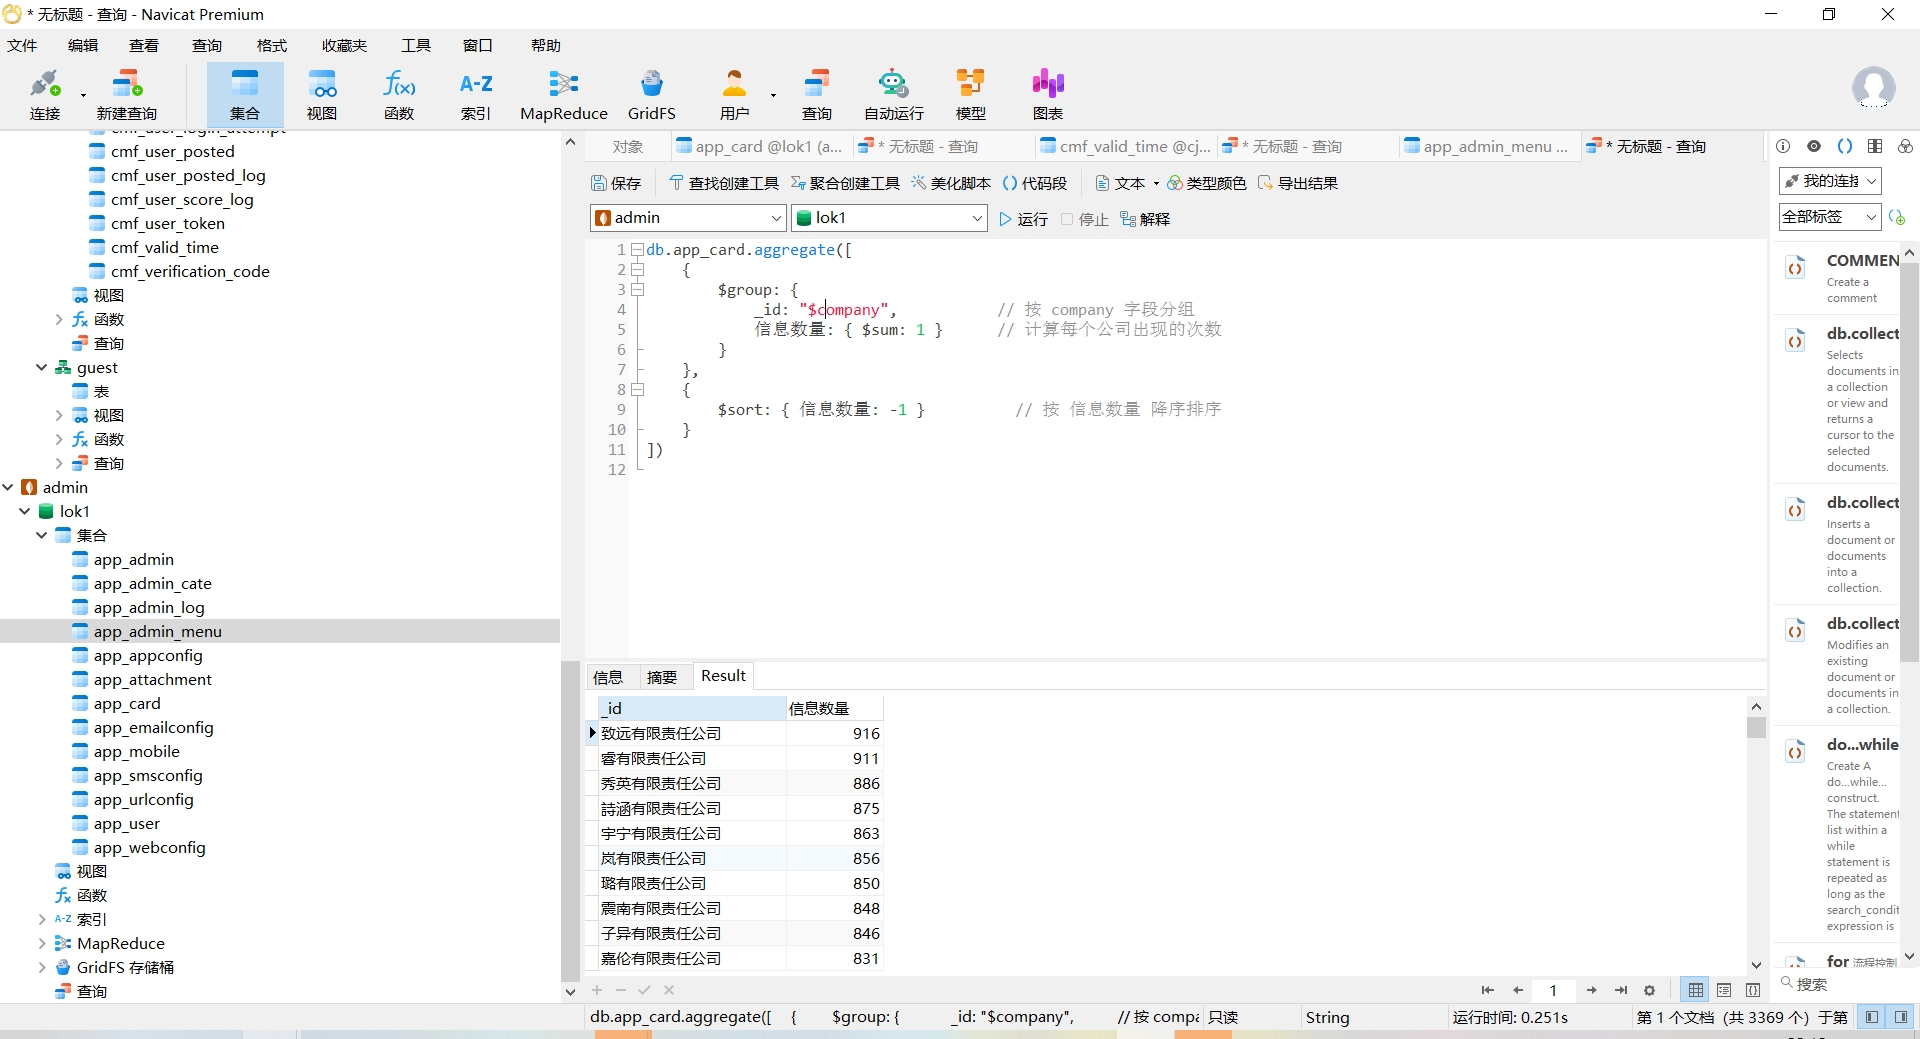 * 无标题 - 查询 - Navicat Premium
文件 编辑 查看 查询 格式 收藏夹 工具 窗口 帮助
连接 新建查询 集合 视图 函数 索引 MapReduce GridFS 用户 查询 自动运行 模型 图表
cmf_user_login_attempt
cmf_user_posted
cmf_user_posted_log
cmf_user_score_log
cmf_user_token
cmf_valid_time
cmf_verification_code
视图
函数
查询
guest
表
视图
函数
查询
admin
lok1
集合
app_admin
app_admin_cate
app_admin_log
app_admin_menu
app_appconfig
app_attachment
app_card
app_emailconfig
app_mobile
app_smsconfig
app_urlconfig
app_user
app_webconfig
视图
函数
A-Z 索引
MapReduce
GridFS 存储桶
查询
对象 app_card @lok1 (a... * 无标题 - 查询 cmf_valid_time @cj... * 无标题 - 查询 app_admin_menu ... * 无标题 - 查询
保存 查找创建工具 聚合创建工具 美化脚本 代码段 文本 类型颜色 导出结果
admin lok1 运行 停止 解释
1 db.app_card.aggregate([
2 {
3 $group: {
4 _id: "$company", // 按 company 字段分组
5 信息数量: { $sum: 1 } // 计算每个公司出现的次数
6 }
7 },
8 {
9 $sort: { 信息数量: -1 } // 按 信息数量 降序排序
10 }
11 ])
12
信息 摘要 Result
_id 信息数量
致远有限责任公司 916
睿有限责任公司 911
秀英有限责任公司 886
詩涵有限责任公司 875
宇宁有限责任公司 863
岚有限责任公司 856
璐有限责任公司 850
震南有限责任公司 848
子异有限责任公司 846
嘉伦有限责任公司 831
1
db.app_card.aggregate([ { $group: { _id: "$company", // 按 compa 只读 String 运行时间: 0.251s 第 1 个文档 (共 3369 个) 于第
我的连接
全部标签
COMMEN
Create a
comment
db.collect
Selects
documents in
a collection
or view and
returns a
cursor to the
selected
documents.
db.collect
Inserts a
document or
documents
into a
collection.
db.collect
Modifies an
existing
document or
documents in
a collection.
do...while
Create A
do...while...
construct.
The statement
list within a
while
statement is
repeated as
long as the
search_condit
expression is
for 流程控制
搜索